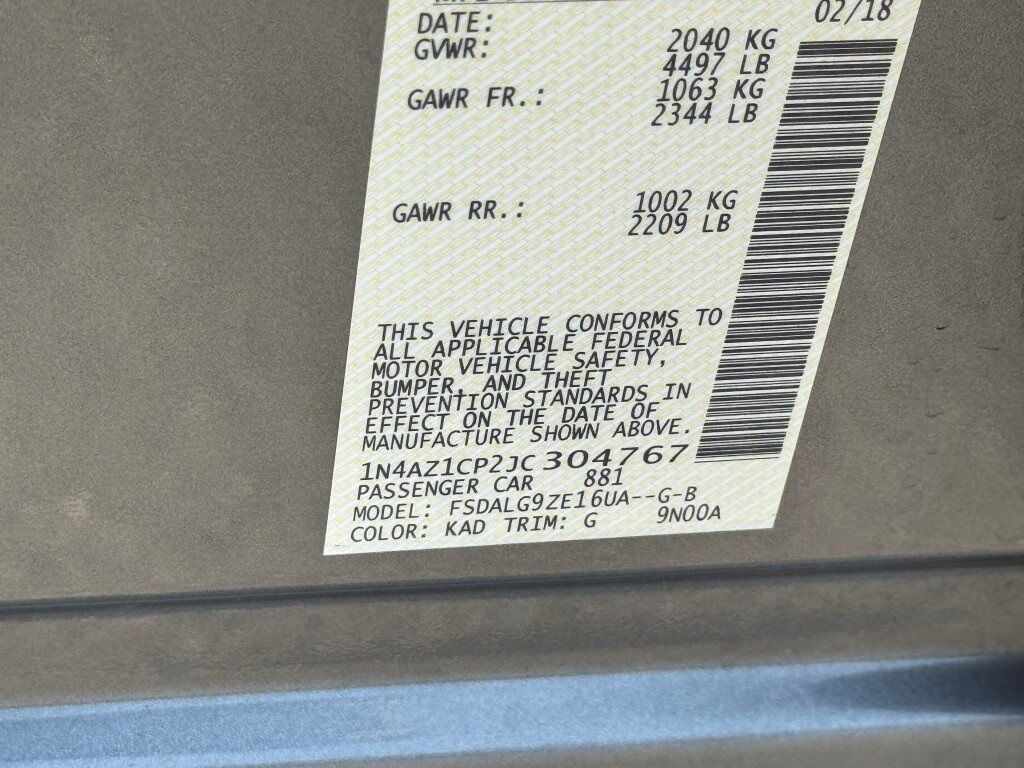 DATE: 02/18
GVWR: 2040 KG
4497 LB
GAWR FR.: 1063 KG
2344 LB
GAWR RR.: 1002 KG
2209 LB
THIS VEHICLE CONFORMS TO
ALL APPLICABLE FEDERAL
MOTOR VEHICLE SAFETY,
BUMPER, AND THEFT
PREVENTION STANDARDS IN
EFFECT ON THE DATE OF
MANUFACTURE SHOWN ABOVE.
1N4AZ1CP2JC 304767
PASSENGER CAR 881
MODEL: FSDALG9ZE16UA--G-B
COLOR: KAD TRIM: G 9N00A